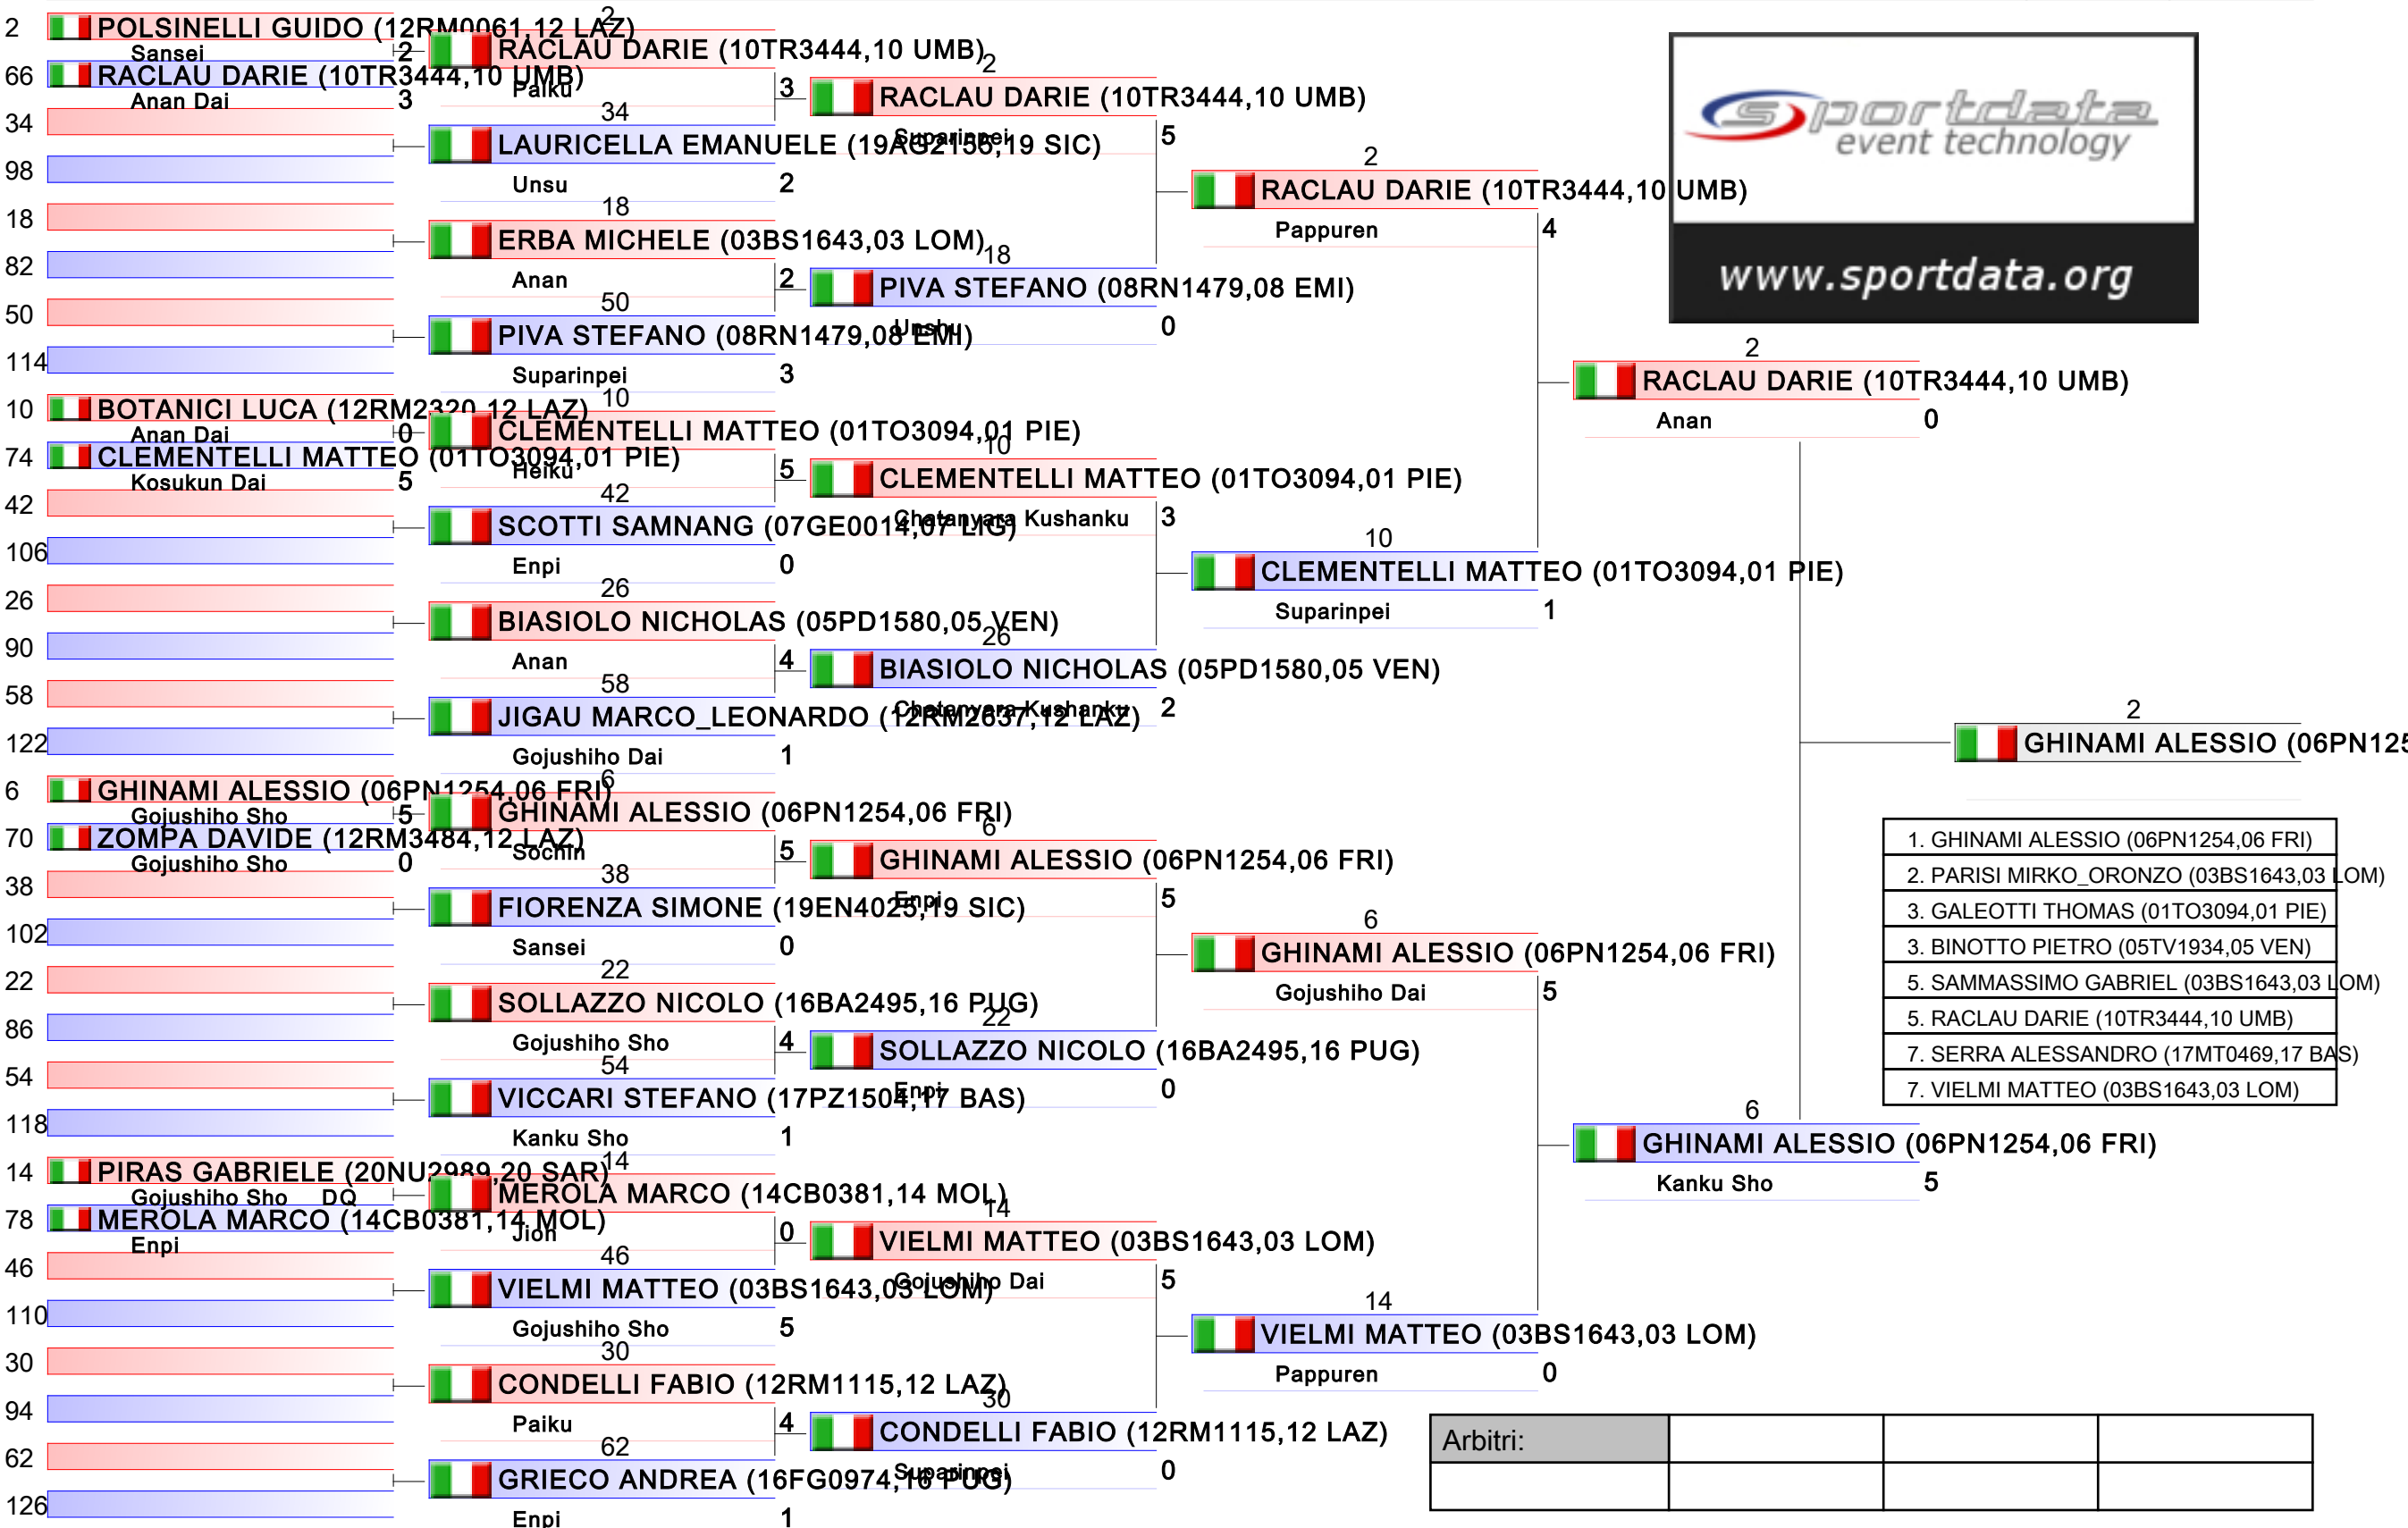 2 POLSINELLI GUIDO (12RM0061,12 LAZ)
Sansei 2
66 RACLAU DARIE (10TR3444,10 UMB)
Anan Dai 3
34
98
18
82
50
114
10 BOTANICI LUCA (12RM2320,12 LAZ)
Anan Dai 0
74 CLEMENTELLI MATTEO (01TO3094,01 PIE)
Kosukun Dai 5
42
106
26
90
58
122
6 GHINAMI ALESSIO (06PN1254,06 FRI)
Gojushiho Sho 5
70 ZOMPA DAVIDE (12RM3484,12 LAZ)
Gojushiho Sho 0
38
102
22
86
54
118
14 PIRAS GABRIELE (20NU2989,20 SAR)
Gojushiho Sho DQ
78 MEROLA MARCO (14CB0381,14 MOL)
Enpi
46
110
30
94
62
126
2
RACLAU DARIE (10TR3444,10 UMB)
Paiku 3
34
LAURICELLA EMANUELE (19AG2156,19 SIC)
Unsu 2
18
ERBA MICHELE (03BS1643,03 LOM)
Anan 2
50
PIVA STEFANO (08RN1479,08 EMI)
Suparinpei 3
10
CLEMENTELLI MATTEO (01TO3094,01 PIE)
Heiku 5
42
SCOTTI SAMNANG (07GE0014,07 LIG)
Enpi 0
26
BIASIOLO NICHOLAS (05PD1580,05 VEN)
Anan 4
58
JIGAU MARCO_LEONARDO (12RM2637,12 LAZ)
Gojushiho Dai 1
6
GHINAMI ALESSIO (06PN1254,06 FRI)
Sochin 5
38
FIORENZA SIMONE (19EN4025,19 SIC)
Sansei 0
22
SOLLAZZO NICOLO (16BA2495,16 PUG)
Gojushiho Sho 4
54
VICCARI STEFANO (17PZ1504,17 BAS)
Kanku Sho 1
14
MEROLA MARCO (14CB0381,14 MOL)
Jion 0
46
VIELMI MATTEO (03BS1643,03 LOM)
Gojushiho Sho 5
30
CONDELLI FABIO (12RM1115,12 LAZ)
Paiku 4
62
GRIECO ANDREA (16FG0974,16 PUG)
Enpi 1
2
RACLAU DARIE (10TR3444,10 UMB)
Suparinpei 5
18
PIVA STEFANO (08RN1479,08 EMI)
Unshu 0
10
CLEMENTELLI MATTEO (01TO3094,01 PIE)
Chatanyara Kushanku 3
26
BIASIOLO NICHOLAS (05PD1580,05 VEN)
Chatanyara Kushanku 2
6
GHINAMI ALESSIO (06PN1254,06 FRI)
Enpi 5
22
SOLLAZZO NICOLO (16BA2495,16 PUG)
Enpi 0
14
VIELMI MATTEO (03BS1643,03 LOM)
Gojushiho Dai 5
30
CONDELLI FABIO (12RM1115,12 LAZ)
Suparinpei 0
2
RACLAU DARIE (10TR3444,10 UMB)
Pappuren 4
10
CLEMENTELLI MATTEO (01TO3094,01 PIE)
Suparinpei 1
6
GHINAMI ALESSIO (06PN1254,06 FRI)
Gojushiho Dai 5
14
VIELMI MATTEO (03BS1643,03 LOM)
Pappuren 0
sportdata
event technology
www.sportdata.org
2
RACLAU DARIE (10TR3444,10 UMB)
Anan 0
6
GHINAMI ALESSIO (06PN1254,06 FRI)
Kanku Sho 5
2
GHINAMI ALESSIO (06PN125
1. GHINAMI ALESSIO (06PN1254,06 FRI)
2. PARISI MIRKO_ORONZO (03BS1643,03 LOM)
3. GALEOTTI THOMAS (01TO3094,01 PIE)
3. BINOTTO PIETRO (05TV1934,05 VEN)
5. SAMMASSIMO GABRIEL (03BS1643,03 LOM)
5. RACLAU DARIE (10TR3444,10 UMB)
7. SERRA ALESSANDRO (17MT0469,17 BAS)
7. VIELMI MATTEO (03BS1643,03 LOM)
Arbitri: